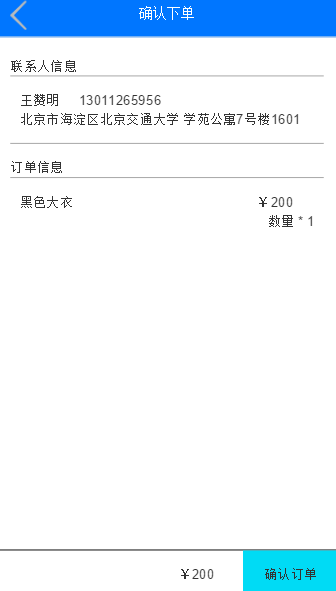 确认下单
联系人信息
王赞明 13011265956
北京市海淀区北京交通大学 学苑公寓7号楼1601
订单信息
黑色大衣 ￥200
数量 * 1
￥200 确认订单